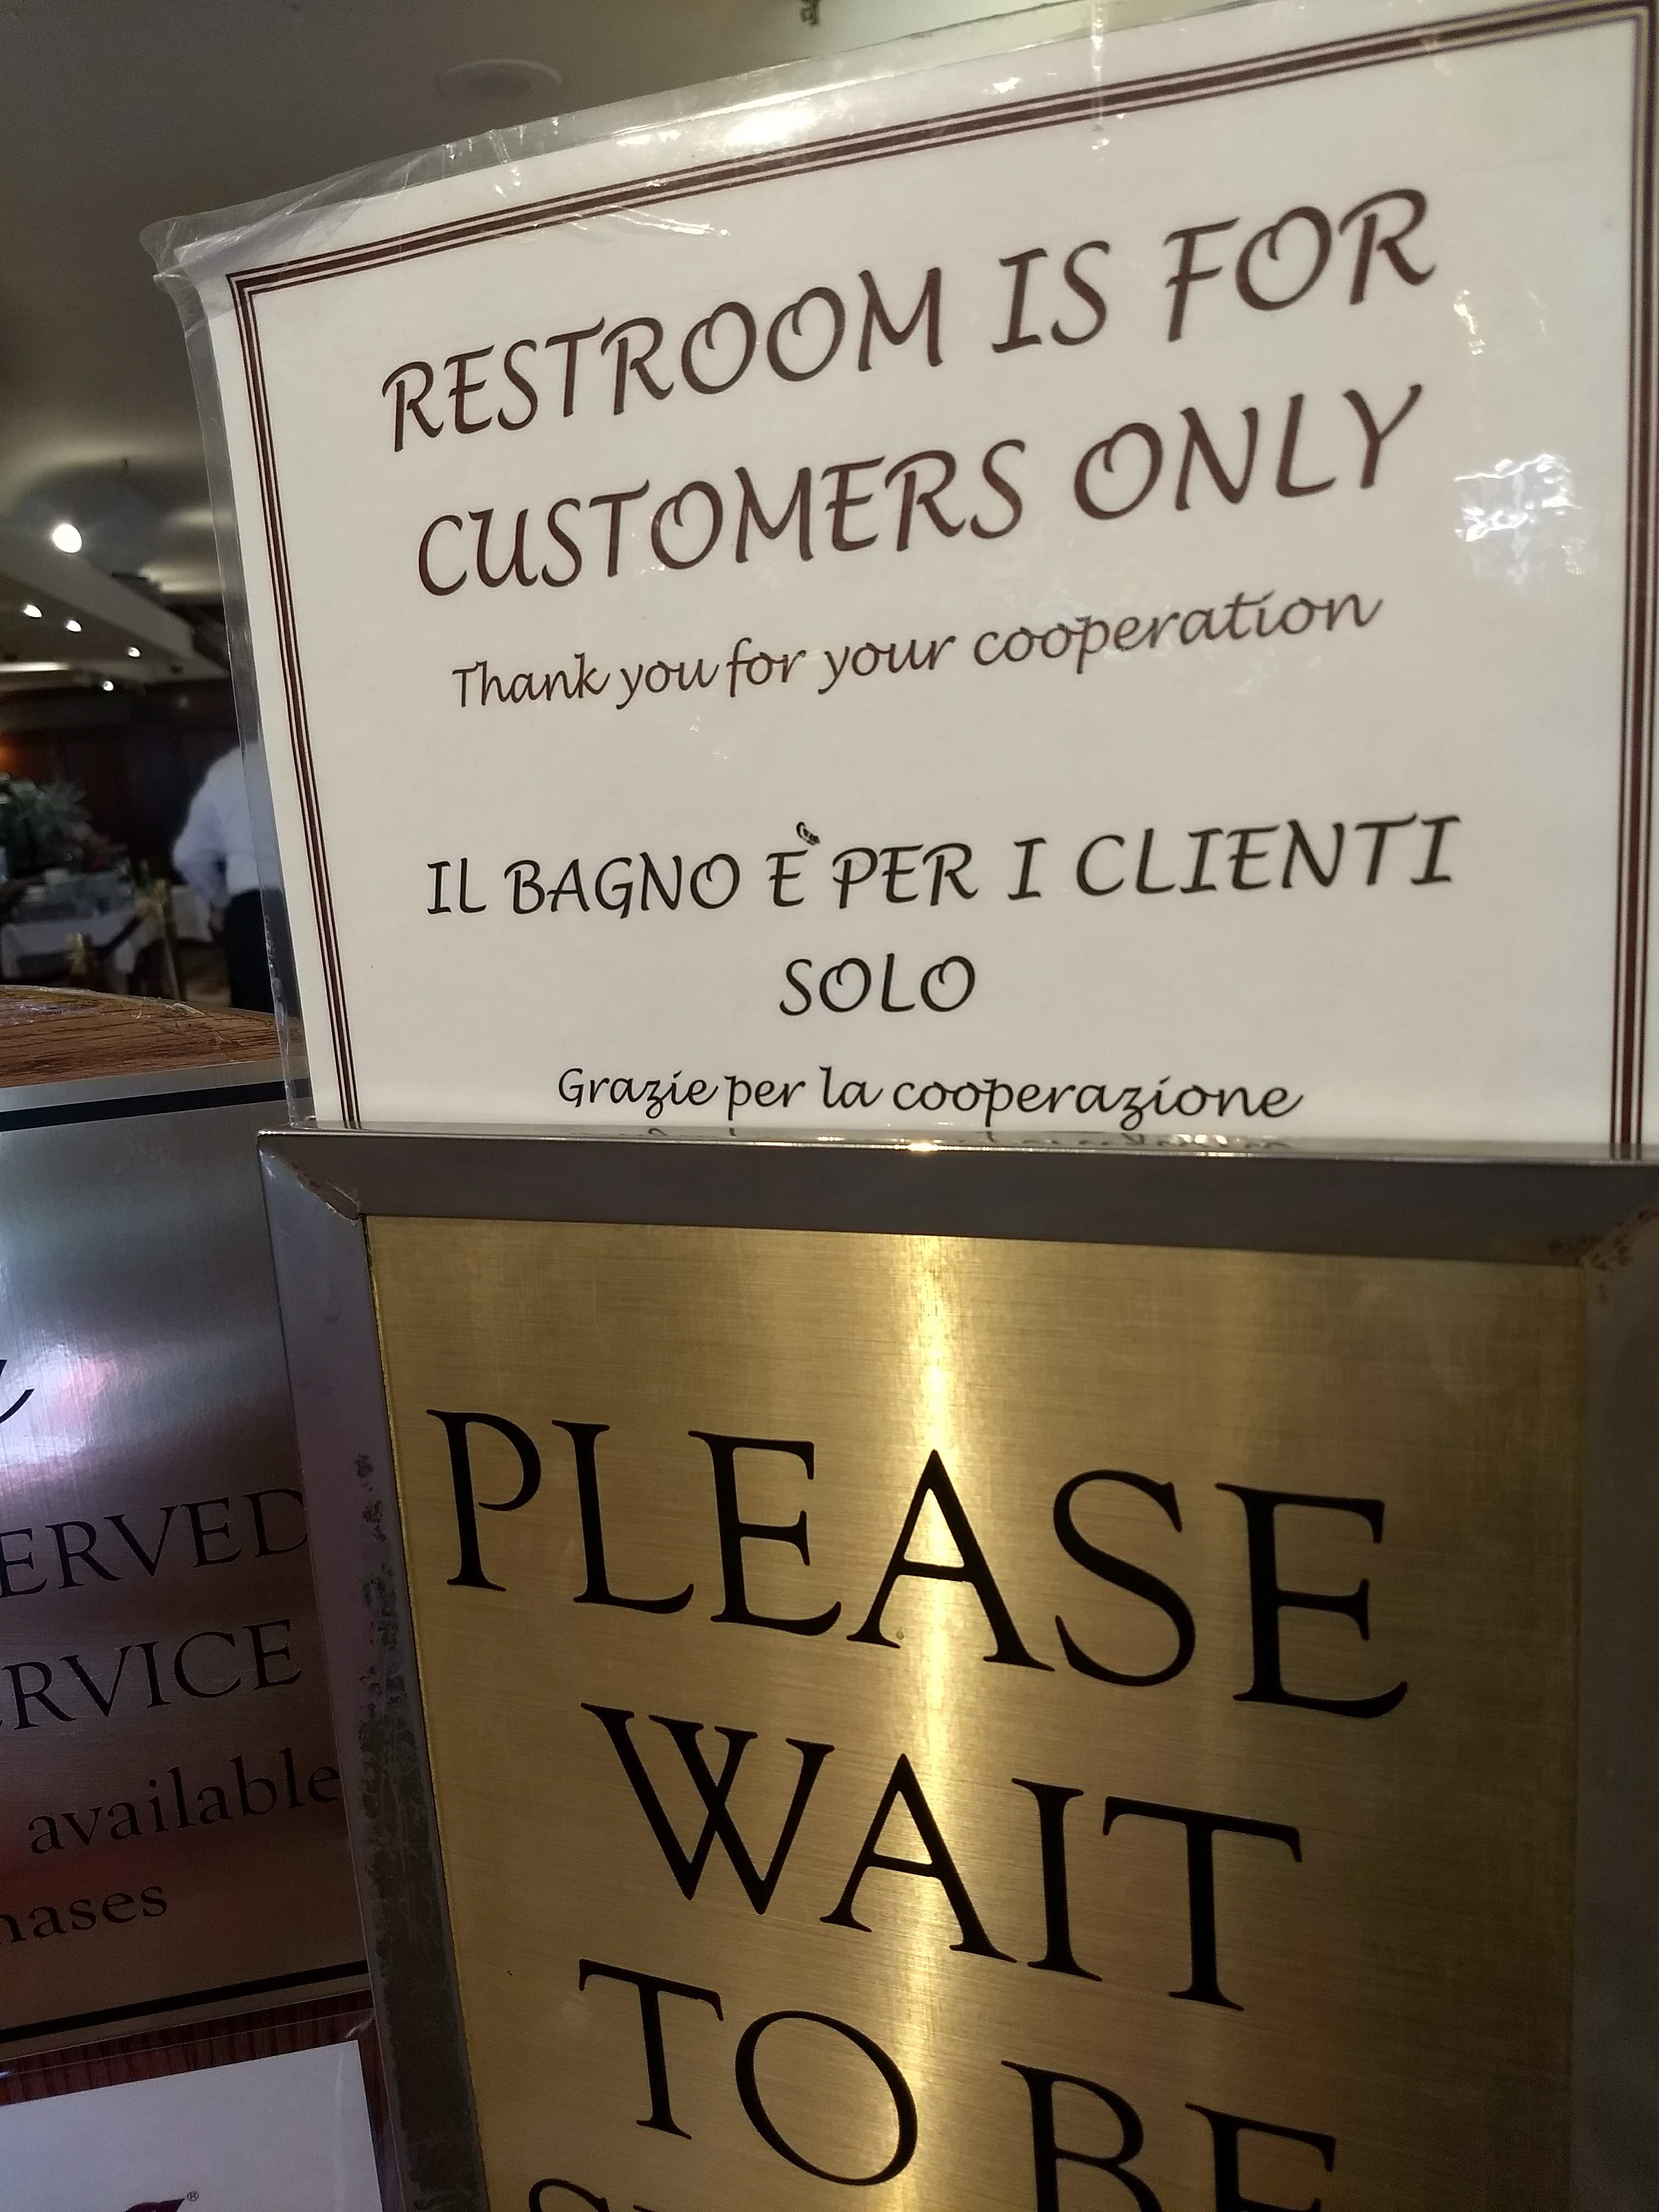 RESTROOM IS FOR
CUSTOMERS ONLY
Thank you for your cooperation
IL BAGNO È PER I CLIENTI
SOLO
Grazie per la cooperazione
PLEASE
WAIT
TO BE
ERVED
RVICE
available
hases